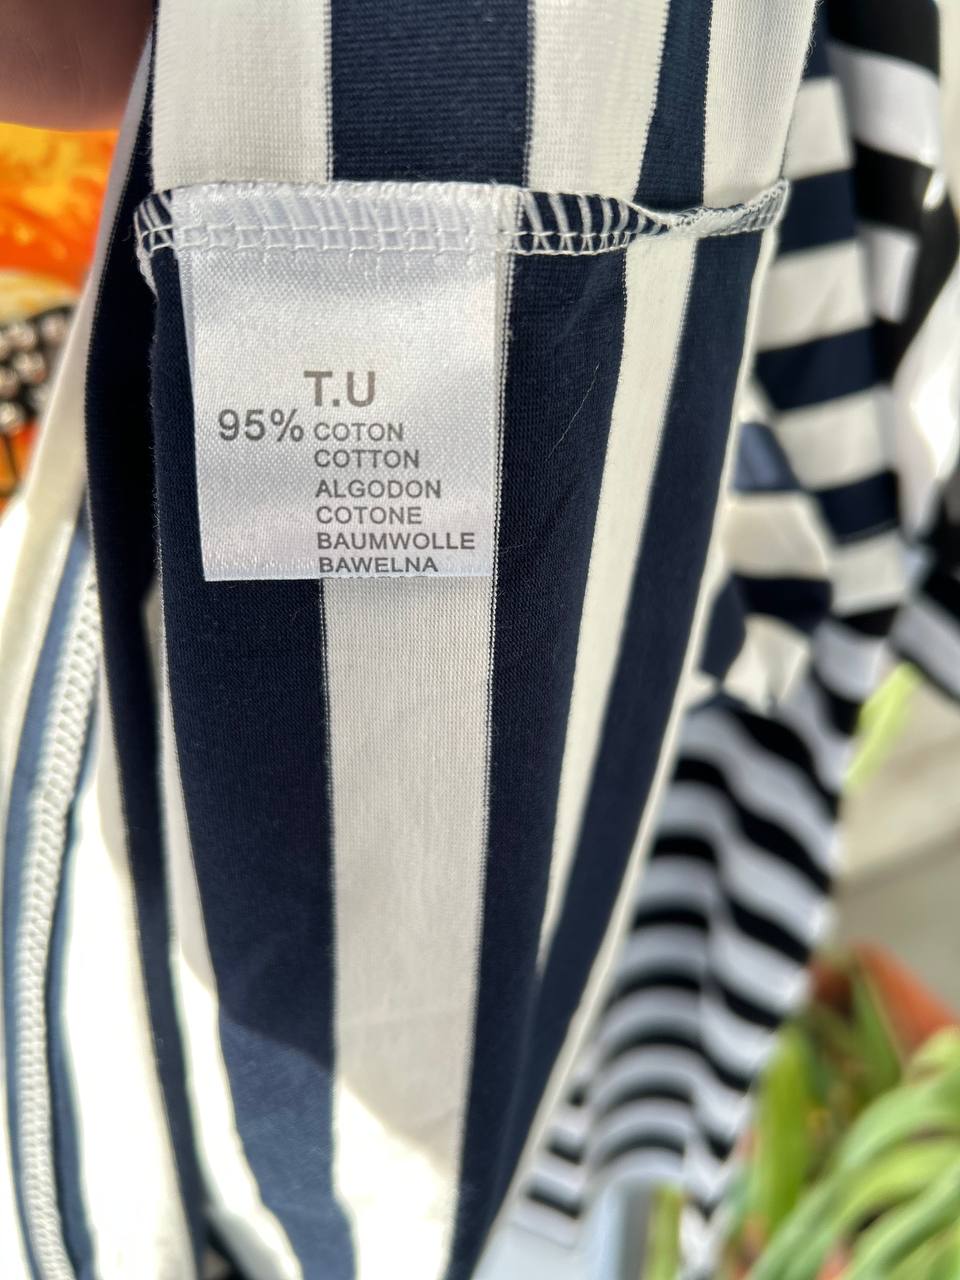 T.U
95% COTON
COTTON
ALGODON
COTONE
BAUMWOLLE
BAWELNA